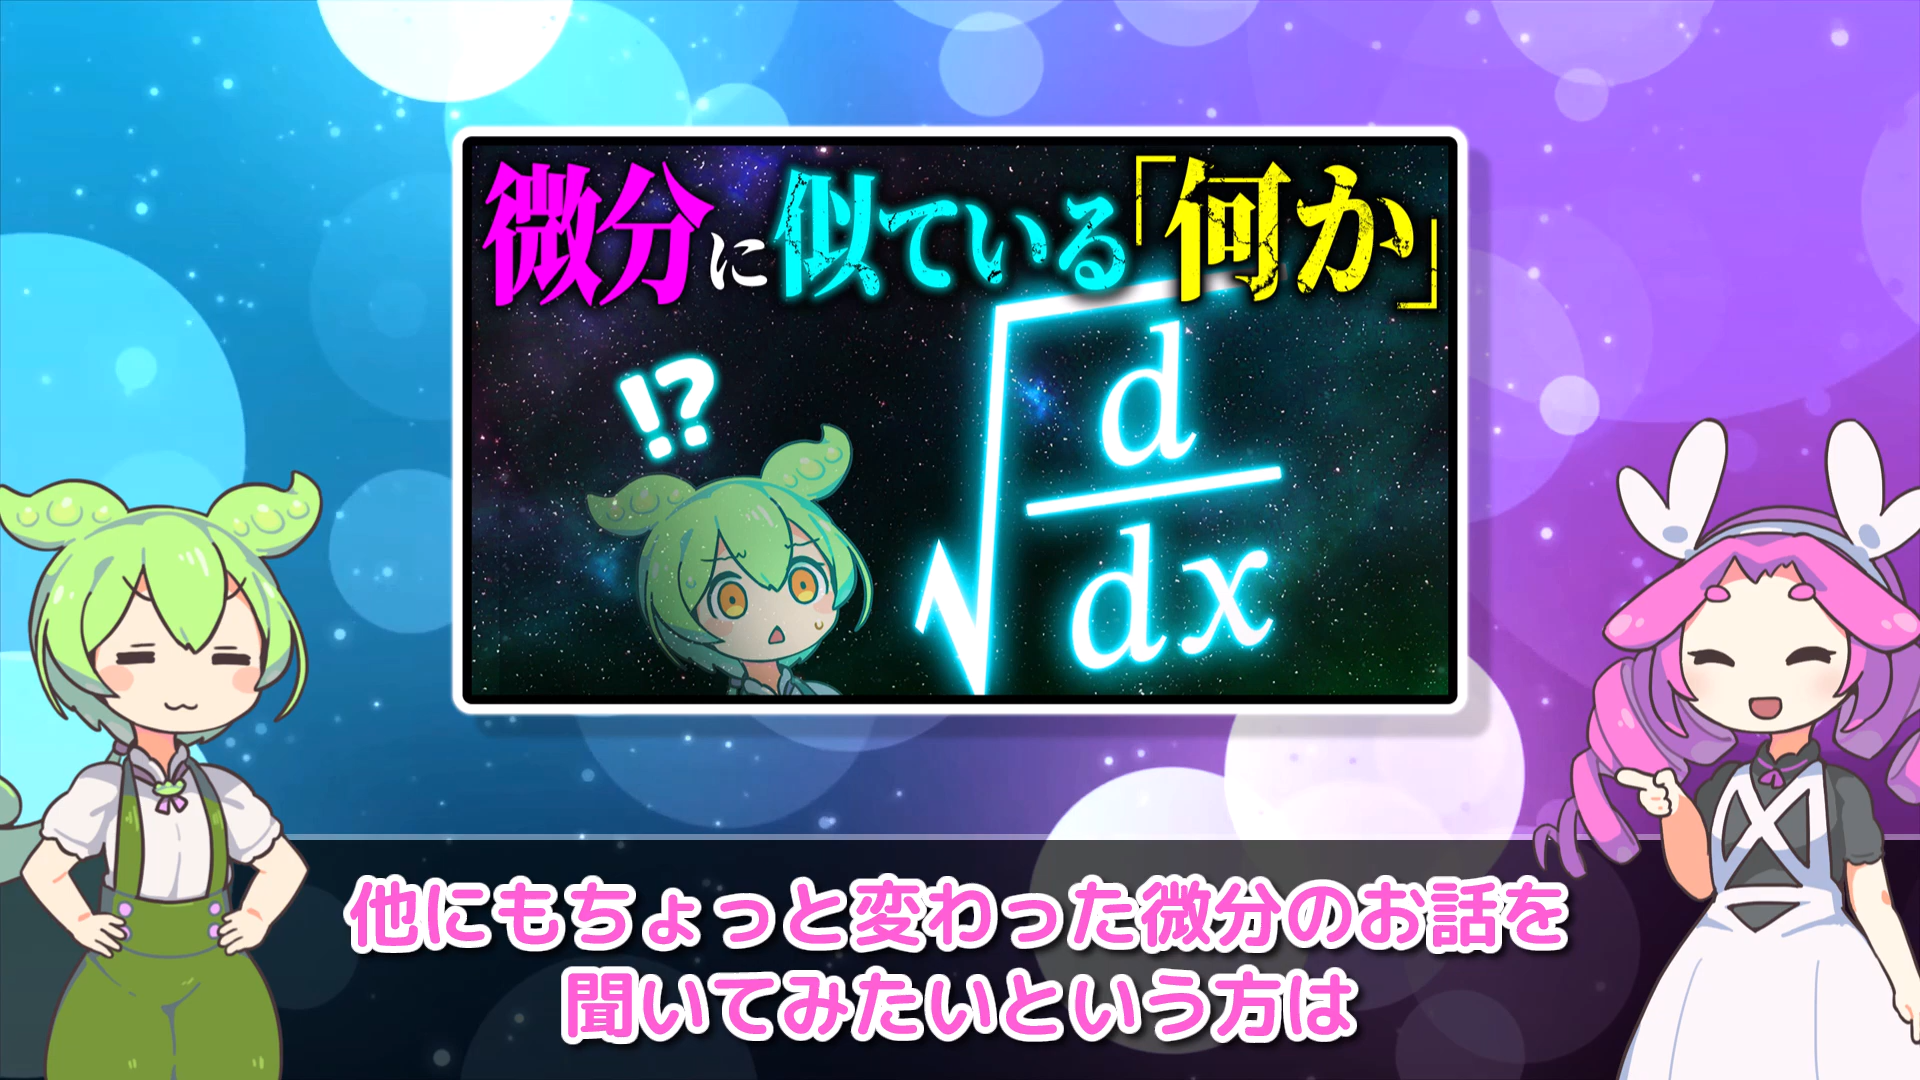 微分に似ている「何か」
!?
√d/dx
他にもちょっと変わった微分のお話を
聞いてみたいという方は